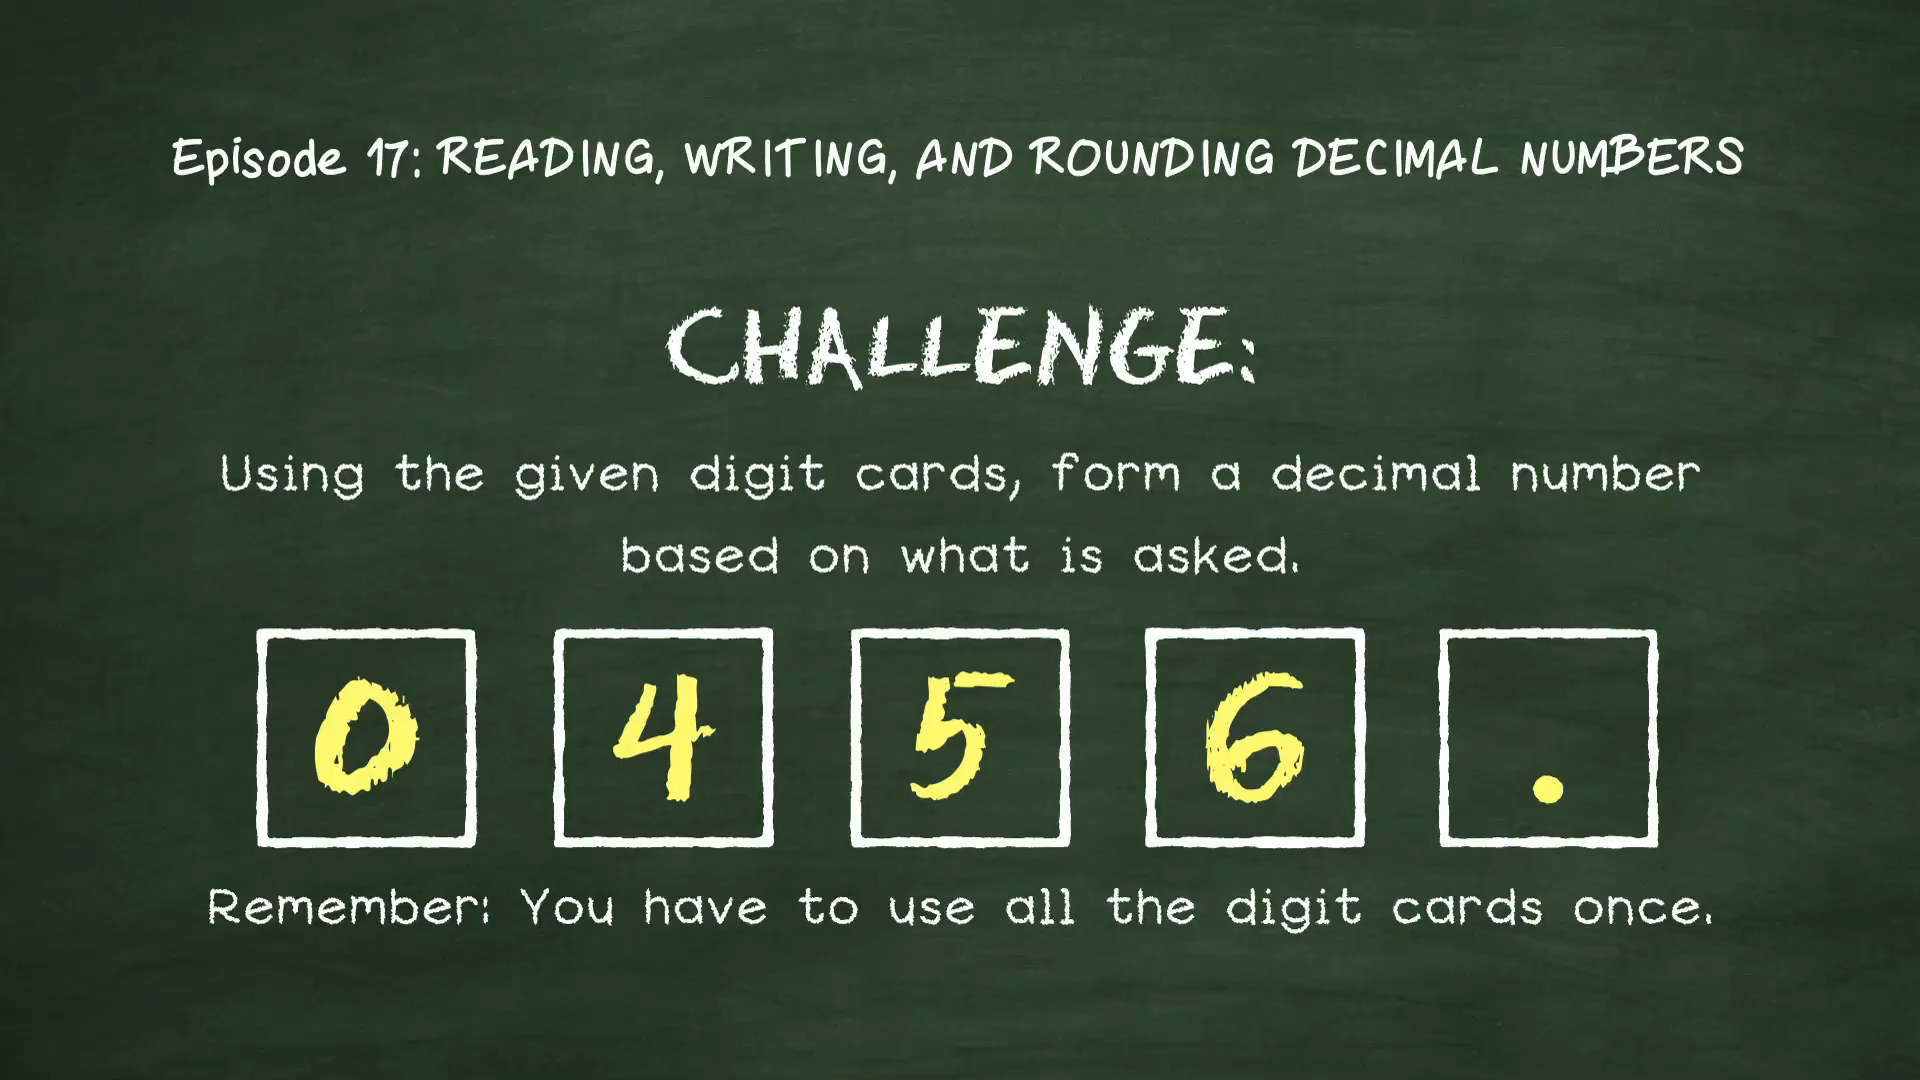 Episode 17: READING, WRITING, AND ROUNDING DECIMAL NUMBERS
CHALLENGE:
Using the given digit cards, form a decimal number
based on what is asked.
0 4 5 6 .
Remember: You have to use all the digit cards once.